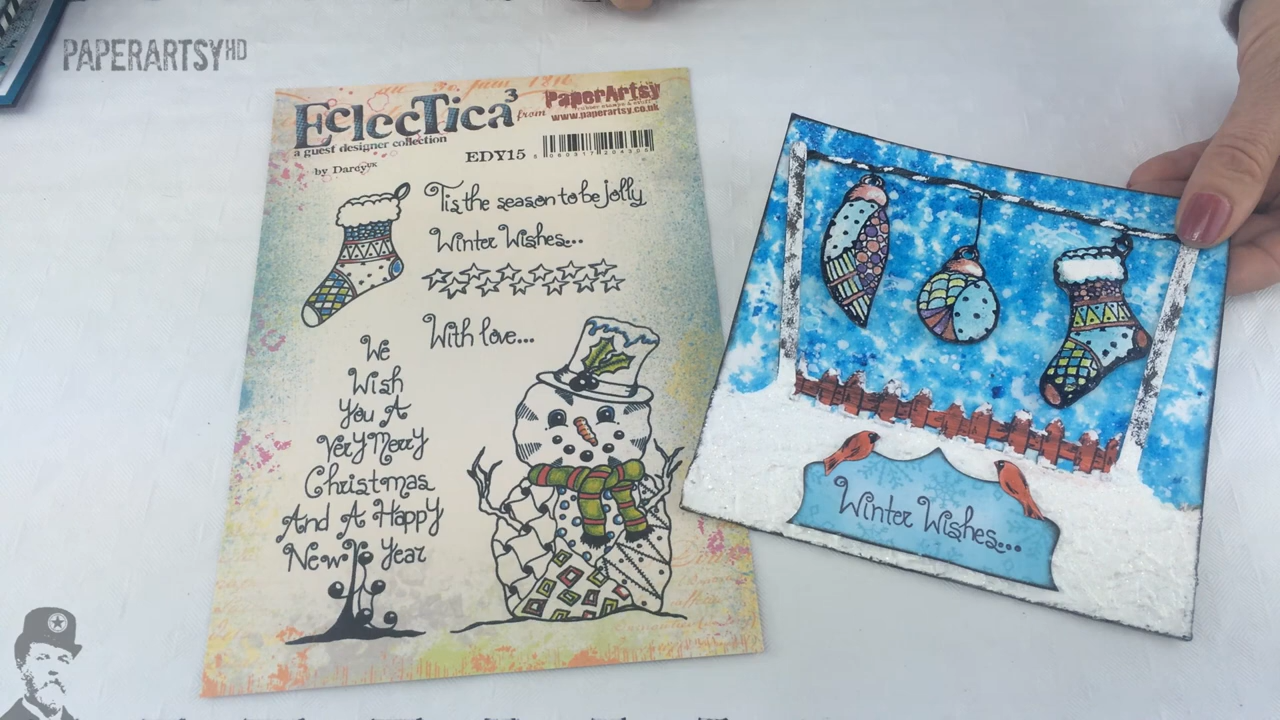 PAPERARTSY HD
EclecTica3 from PaperArtsy
www.paperartsy.co.uk
a guest designer collection
by Darcy UK
EDY15
'Tis the season to be jolly
Winter Wishes...
With love...
We
Wish
You A
Very Merry
Christmas
And A Happy
New Year
Winter Wishes...